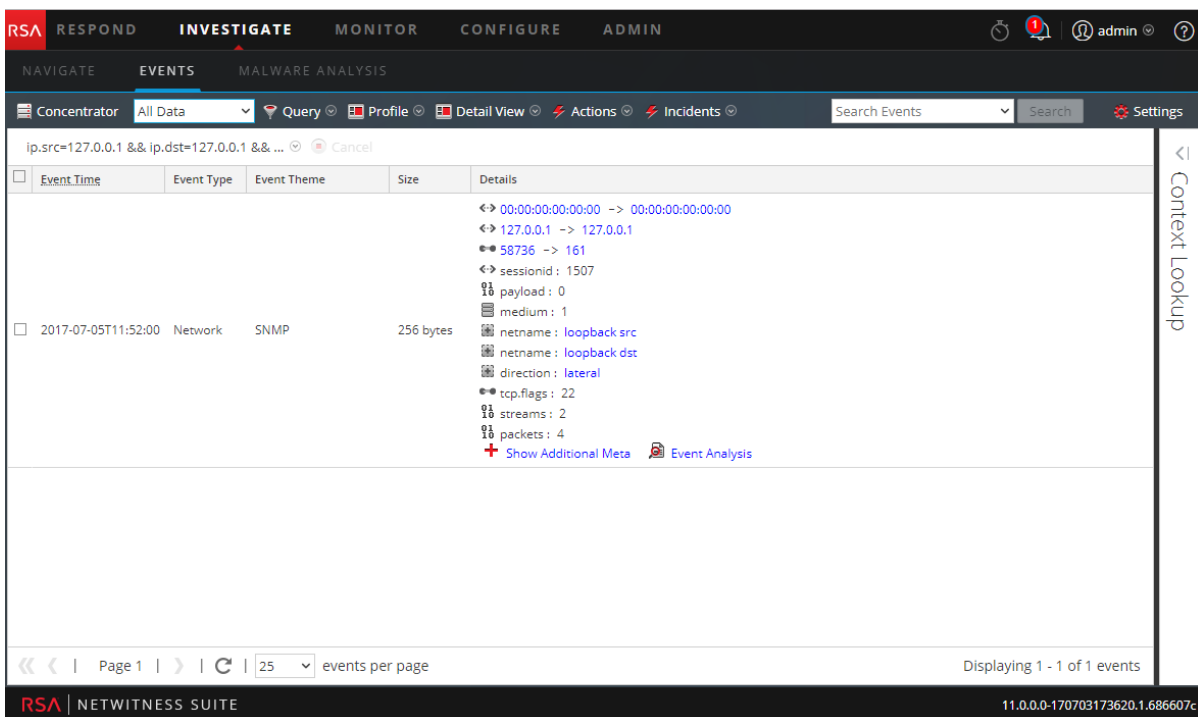 RSA RESPOND INVESTIGATE MONITOR CONFIGURE ADMIN 1 admin ?
NAVIGATE EVENTS MALWARE ANALYSIS
Concentrator All Data Query Profile Detail View Actions Incidents Search Events Search Settings
ip.src=127.0.0.1 && ip.dst=127.0.0.1 && ... Cancel
Event Time Event Type Event Theme Size Details
00:00:00:00:00:00 -> 00:00:00:00:00:00
127.0.0.1 -> 127.0.0.1
58736 -> 161
sessionid : 1507
payload : 0
medium : 1
2017-07-05T11:52:00 Network SNMP 256 bytes netname : loopback src
netname : loopback dst
direction : lateral
tcp.flags : 22
streams : 2
packets : 4
Show Additional Meta Event Analysis
Context Lookup
Page 1 | 25 events per page Displaying 1 - 1 of 1 events
RSA | NETWITNESS SUITE 11.0.0.0-170703173620.1.686607c